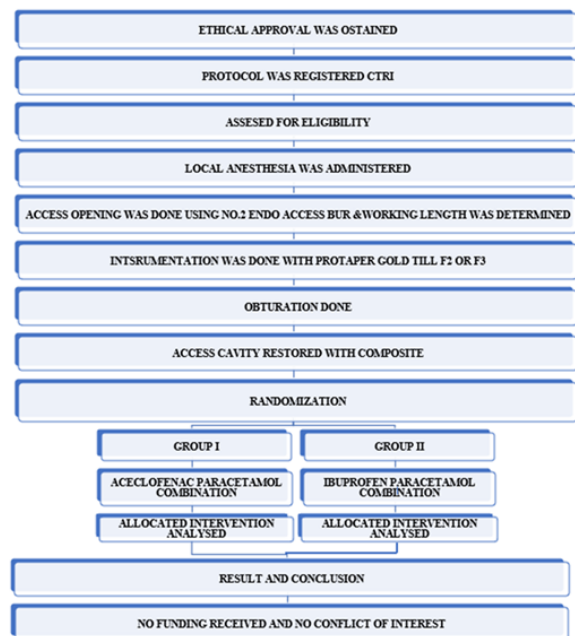 ETHICAL APPROVAL WAS OSTAINED
PROTOCOL WAS REGISTERED CTRI
ASSESED FOR ELIGIBILITY
LOCAL ANESTHESIA WAS ADMINISTERED
ACCESS OPENING WAS DONE USING NO.2 ENDO ACCESS BUR &WORKING LENGTH WAS DETERMINED
INTSRUMENTATION WAS DONE WITH PROTAPER GOLD TILL F2 OR F3
OBTURATION DONE
ACCESS CAVITY RESTORED WITH COMPOSITE
RANDOMIZATION
GROUP I
ACECLOFENAC PARACETAMOL
COMBINATION
ALLOCATED INTERVENTION
ANALYSED
GROUP II
IBUPROFEN PARACETAMOL
COMBINATION
ALLOCATED INTERVENTION
ANALYSED
RESULT AND CONCLUSION
NO FUNDING RECEIVED AND NO CONFLICT OF INTEREST